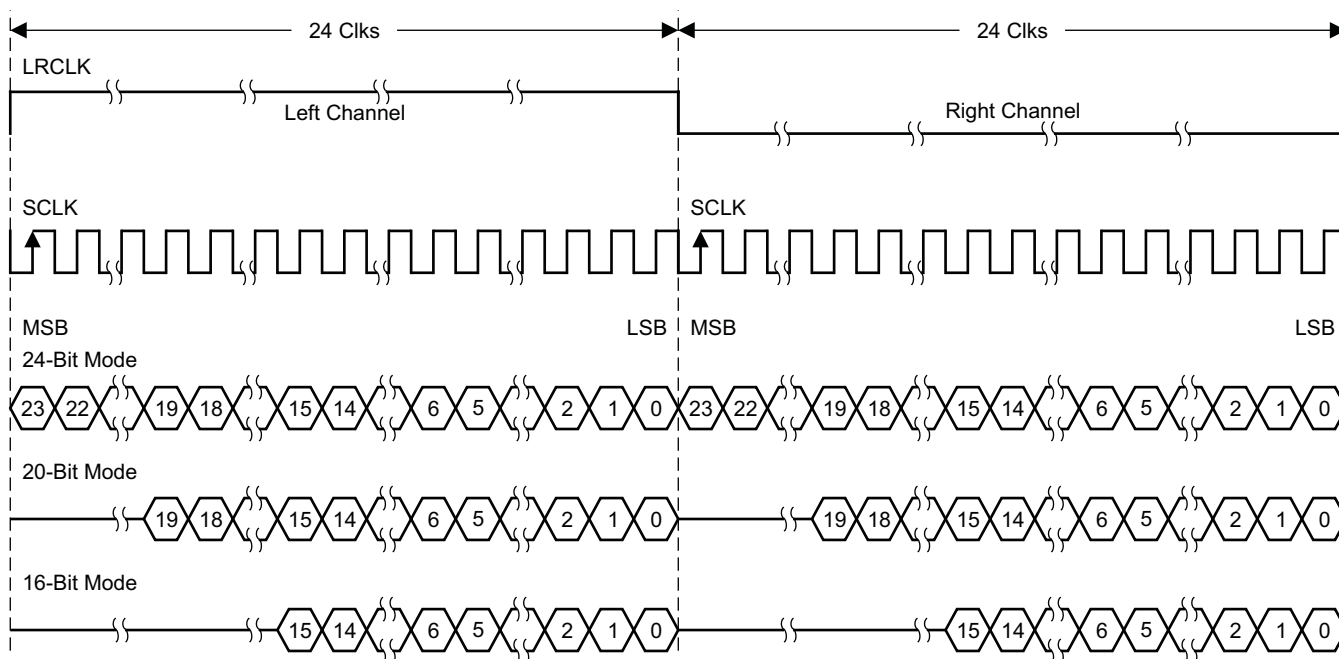 24 Clks 24 Clks
LRCLK
Left Channel Right Channel
SCLK SCLK
MSB LSB MSB LSB
24-Bit Mode
23 22 19 18 15 14 6 5 2 1 0 23 22 19 18 15 14 6 5 2 1 0
20-Bit Mode
19 18 15 14 6 5 2 1 0 19 18 15 14 6 5 2 1 0
16-Bit Mode
15 14 6 5 2 1 0 15 14 6 5 2 1 0